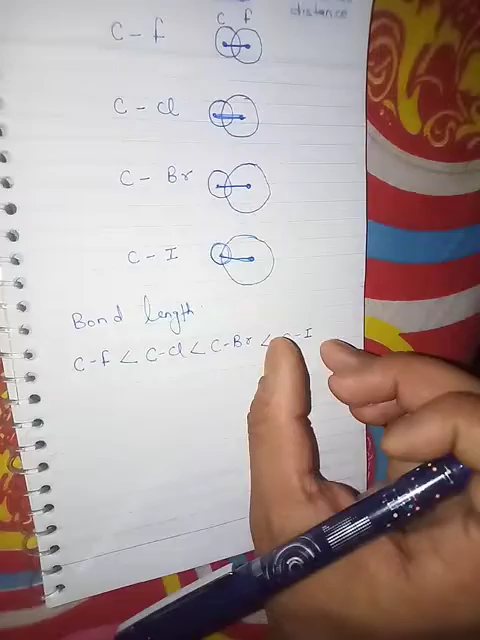 distance
C f
C - f
C - Cl
C - Br
C - I
Bond length.
C-f < C-Cl < C-Br < C-I